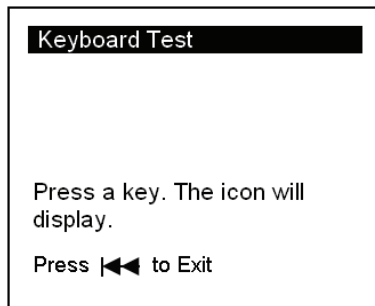 Keyboard Test
Press a key. The icon will
display.
Press to Exit